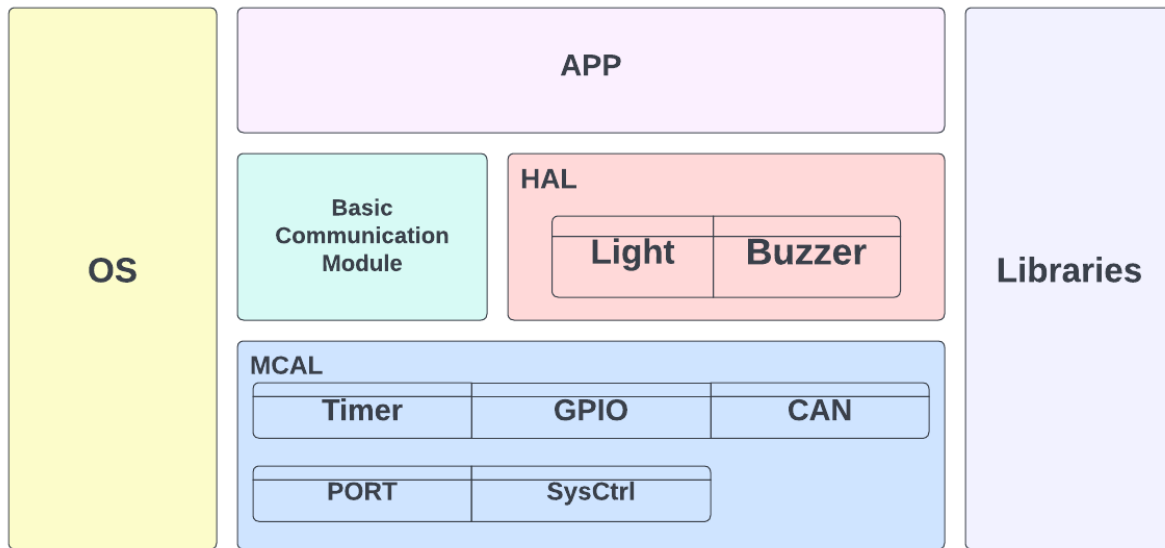 OS
APP
Basic
Communication
Module
HAL
Light
Buzzer
MCAL
Timer
GPIO
CAN
PORT
SysCtrl
Libraries